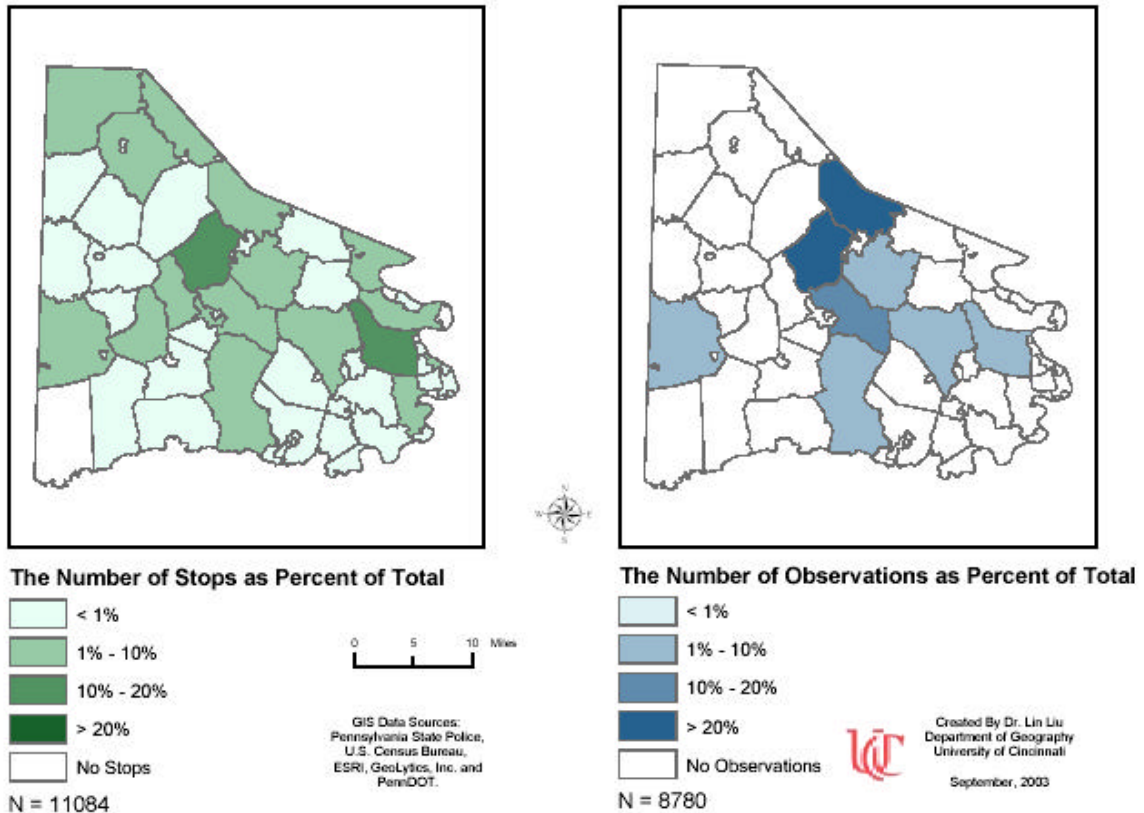 The Number of Stops as Percent of Total
< 1%
1% - 10%
10% - 20%
> 20%
No Stops
N = 11084
0 5 10 Miles
GIS Data Sources:
Pennsylvania State Police,
U.S. Census Bureau,
ESRI, GeoLytics, Inc. and
PennDOT.
N
W E
S
The Number of Observations as Percent of Total
< 1%
1% - 10%
10% - 20%
> 20%
No Observations
N = 8780
UC
Created By Dr. Lin Liu
Department of Geography
University of Cincinnati
September, 2003